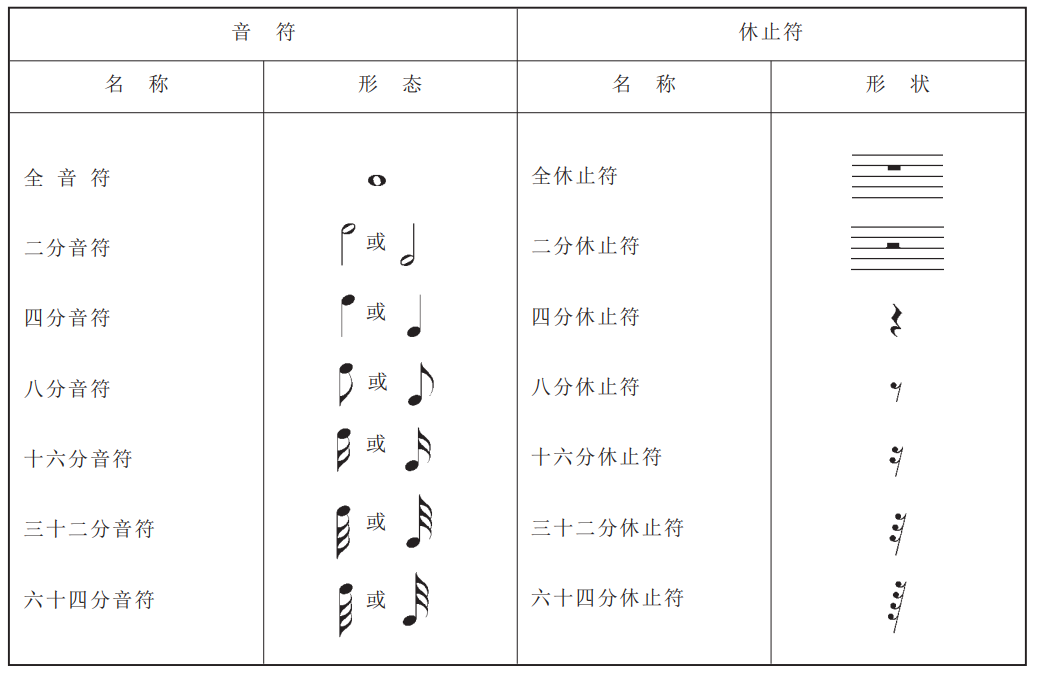 音 符 休止符
名 称 形 态 名 称 形 状
全 音 符 全休止符
二分音符 或 二分休止符
四分音符 或 四分休止符
八分音符 或 八分休止符
十六分音符 或 十六分休止符
三十二分音符 或 三十二分休止符
六十四分音符 或 六十四分休止符